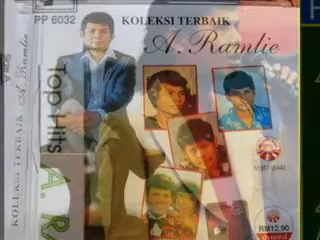 PP 6032
KOLEKSI TERBAIK
A. Ramlie
Top Hits
KOLEKSI TERBAIK A. Ramlie
RM12.90